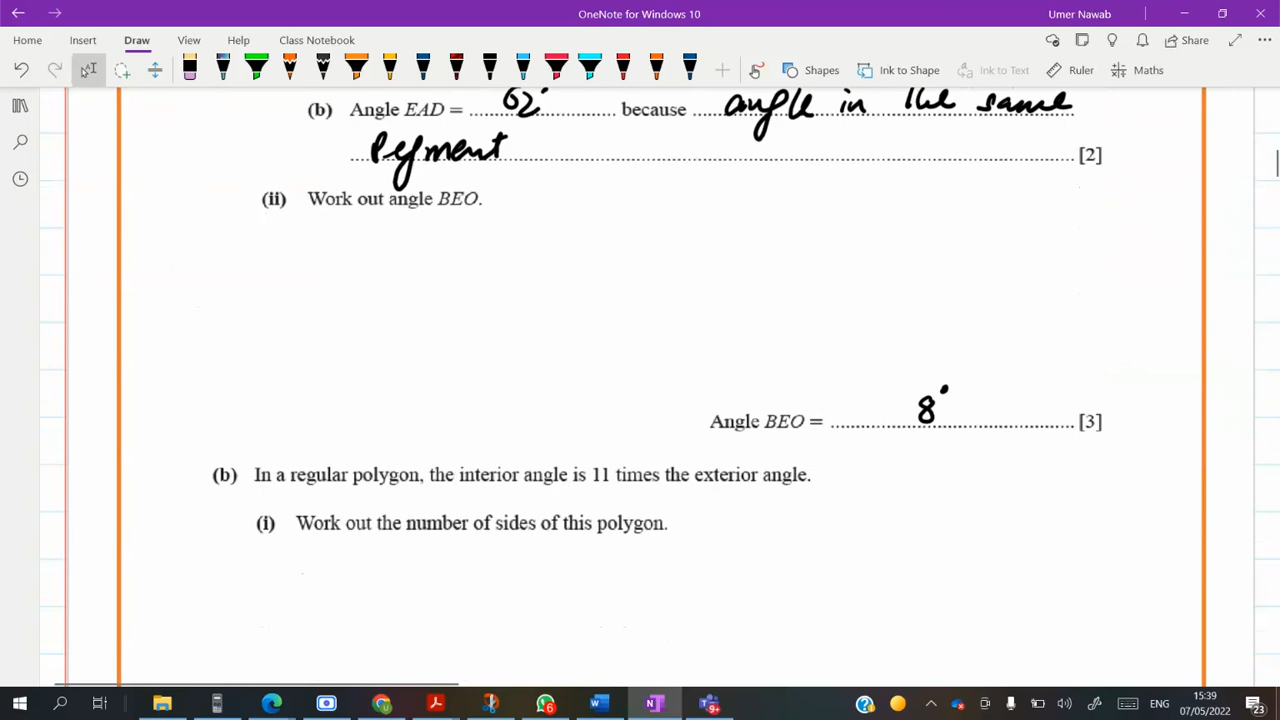 OneNote for Windows 10
Umer Nawab
Home Insert Draw View Help Class Notebook
Share
Shapes Ink to Shape Ink to Text Ruler Maths
(b) Angle EAD = ...... 62° ...... because ...... angle in the same
segment ...... [2]
(ii) Work out angle BEO.
Angle BEO = ...... 8° ...... [3]
(b) In a regular polygon, the interior angle is 11 times the exterior angle.
(i) Work out the number of sides of this polygon.
6
9+
ENG
15:39
07/05/2022
23